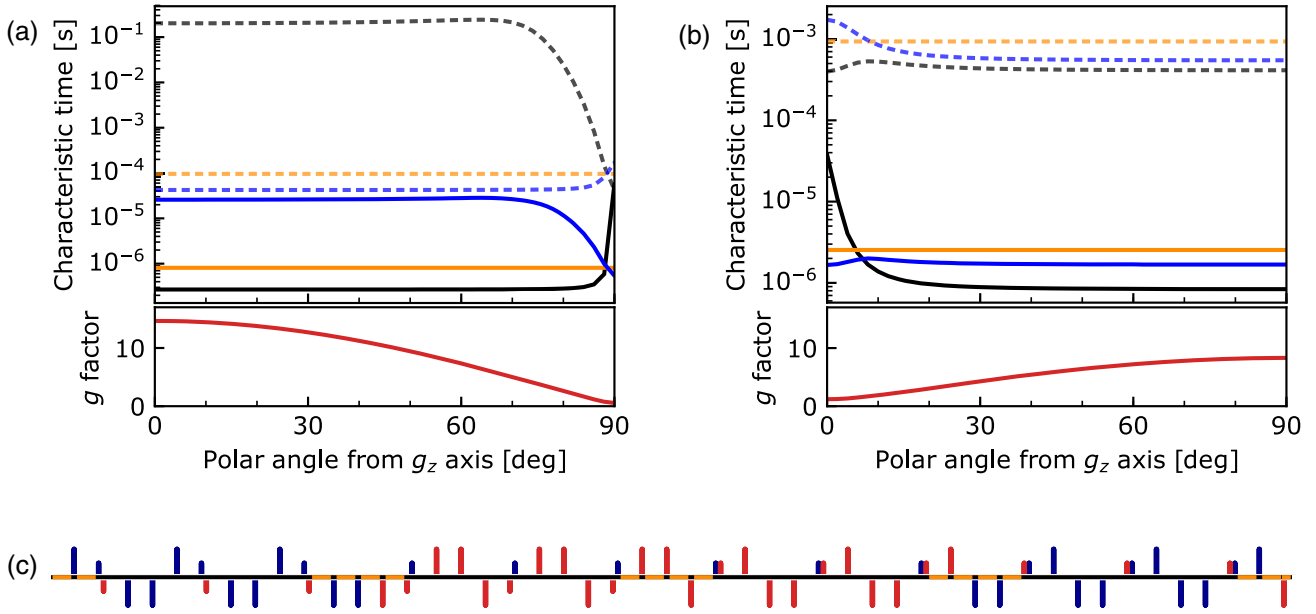 (a)
Characteristic time [s]
10⁻¹
10⁻²
10⁻³
10⁻⁴
10⁻⁵
10⁻⁶
g factor
10
0
0 30 60 90
Polar angle from g_z axis [deg]
(b)
Characteristic time [s]
10⁻³
10⁻⁴
10⁻⁵
10⁻⁶
g factor
10
0
0 30 60 90
Polar angle from g_z axis [deg]
(c)